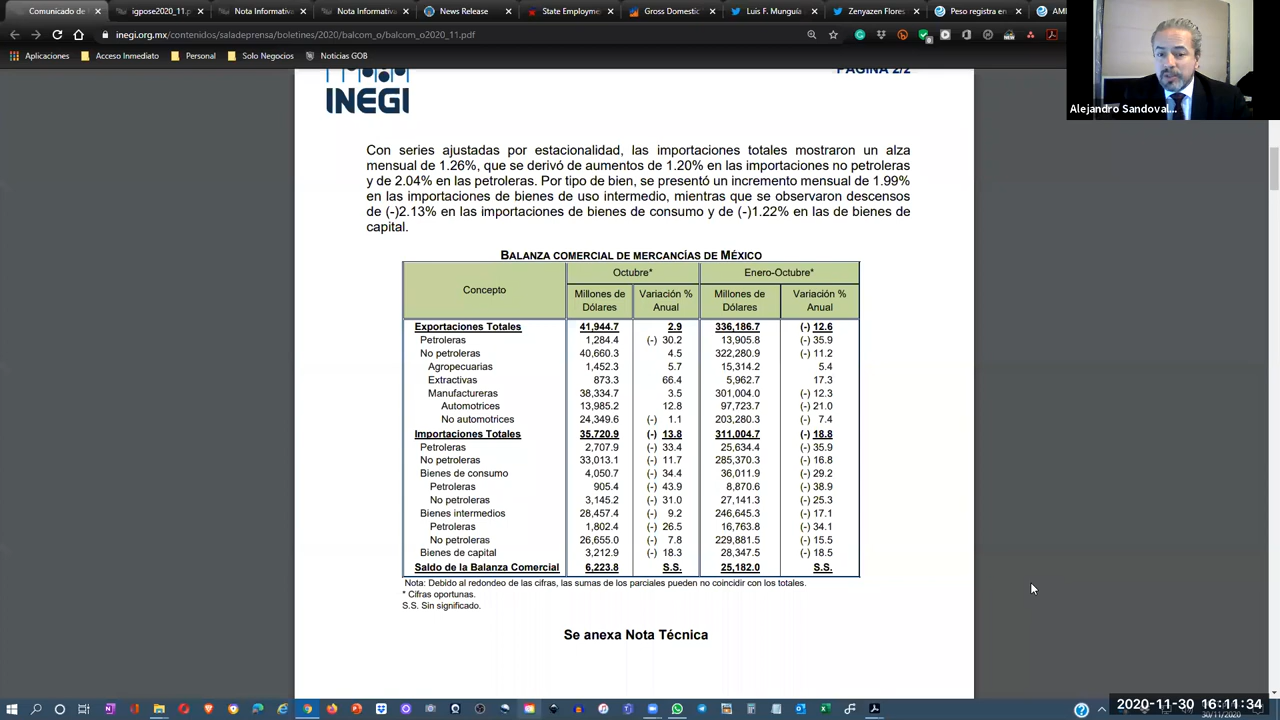 Comunicado de
igpose2020_11.p
Nota Informativ
Nota Informativ
News Release
State Employme
Gross Domestic
Luis F. Munguía
Zenyazen Flores
Peso registra en
AMI
inegi.org.mx/contenidos/saladeprensa/boletines/2020/balcom_o/balcom_o2020_11.pdf
Aplicaciones
Acceso Inmediato
Personal
Solo Negocios
Noticias GOB
Alejandro Sandoval...
PÁGINA 2/2
INEGI
Con series ajustadas por estacionalidad, las importaciones totales mostraron un alza
mensual de 1.26%, que se derivó de aumentos de 1.20% en las importaciones no petroleras
y de 2.04% en las petroleras. Por tipo de bien, se presentó un incremento mensual de 1.99%
en las importaciones de bienes de uso intermedio, mientras que se observaron descensos
de (-)2.13% en las importaciones de bienes de consumo y de (-)1.22% en las de bienes de
capital.
BALANZA COMERCIAL DE MERCANCÍAS DE MÉXICO
Concepto Octubre* Enero-Octubre*
Millones de Dólares Variación % Anual Millones de Dólares Variación % Anual
Exportaciones Totales 41,944.7 2.9 336,186.7 (-) 12.6
Petroleras 1,284.4 (-) 30.2 13,905.8 (-) 35.9
No petroleras 40,660.3 4.5 322,280.9 (-) 11.2
Agropecuarias 1,452.3 5.7 15,314.2 5.4
Extractivas 873.3 66.4 5,962.7 17.3
Manufactureras 38,334.7 3.5 301,004.0 (-) 12.3
Automotrices 13,985.2 12.8 97,723.7 (-) 21.0
No automotrices 24,349.6 (-) 1.1 203,280.3 (-) 7.4
Importaciones Totales 35,720.9 (-) 13.8 311,004.7 (-) 18.8
Petroleras 2,707.9 (-) 33.4 25,634.4 (-) 35.9
No petroleras 33,013.1 (-) 11.7 285,370.3 (-) 16.8
Bienes de consumo 4,050.7 (-) 34.4 36,011.9 (-) 29.2
Petroleras 905.4 (-) 43.9 8,870.6 (-) 38.9
No petroleras 3,145.2 (-) 31.0 27,141.3 (-) 25.3
Bienes intermedios 28,457.4 (-) 9.2 246,645.3 (-) 17.1
Petroleras 1,802.4 (-) 26.5 16,763.8 (-) 34.1
No petroleras 26,655.0 (-) 7.8 229,881.5 (-) 15.5
Bienes de capital 3,212.9 (-) 18.3 28,347.5 (-) 18.5
Saldo de la Balanza Comercial 6,223.8 S.S. 25,182.0 S.S.
Nota: Debido al redondeo de las cifras, las sumas de los parciales pueden no coincidir con los totales.
* Cifras oportunas.
S.S. Sin significado.
Se anexa Nota Técnica
2020-11-30 16:11:34
30/11/2020